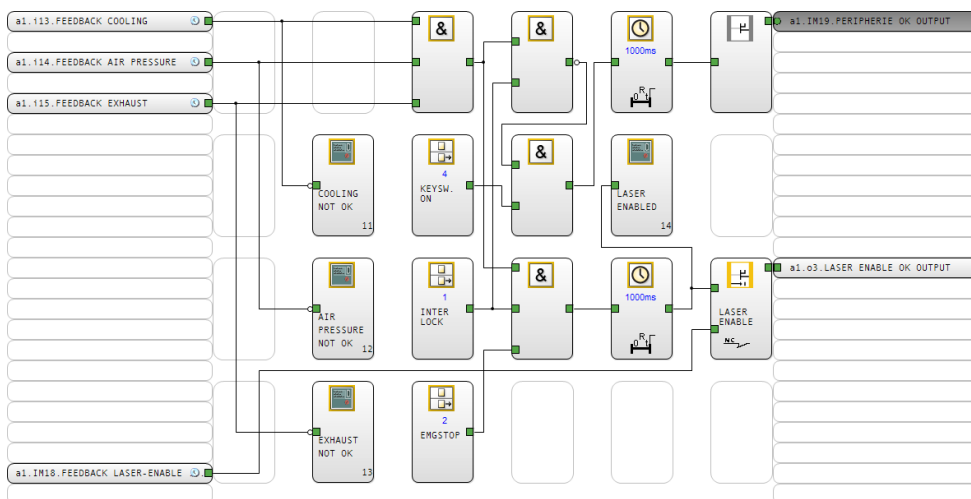 a1.i13.FEEDBACK COOLING
a1.i14.FEEDBACK AIR PRESSURE
a1.i15.FEEDBACK EXHAUST
a1.IM18.FEEDBACK LASER-ENABLE
COOLING
NOT OK
11
AIR
PRESSURE
NOT OK
12
EXHAUST
NOT OK
13
&
4
KEYSW.
ON
1
INTER
LOCK
2
EMGSTOP
&
&
&
1000ms
0 R t
LASER
ENABLED
14
1000ms
0 R t
LASER
ENABLE
NC
a1.IM19.PERIPHERIE OK OUTPUT
a1.o3.LASER ENABLE OK OUTPUT